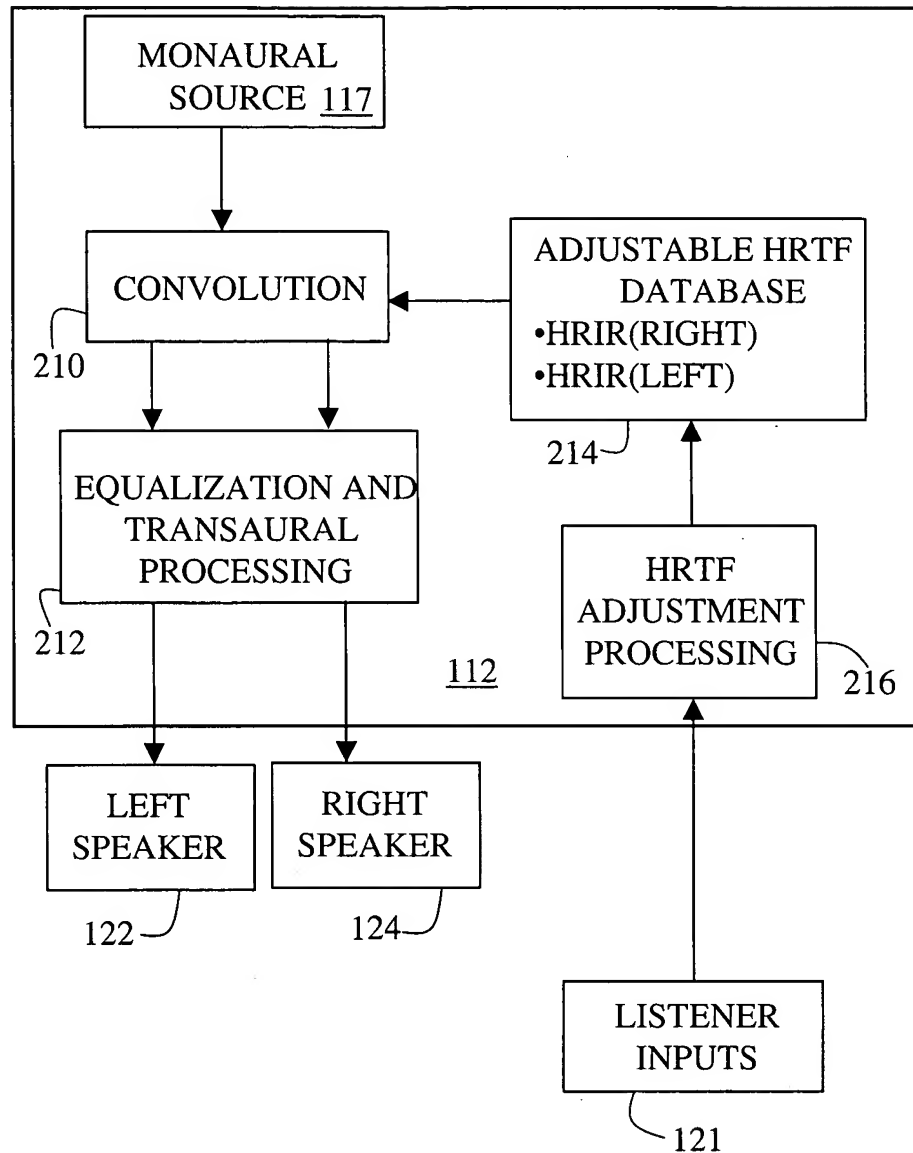 MONAURAL
SOURCE 117
CONVOLUTION
210
ADJUSTABLE HRTF
DATABASE
•HRIR(RIGHT)
•HRIR(LEFT)
214
EQUALIZATION AND
TRANSAURAL
PROCESSING
212
HRTF
ADJUSTMENT
PROCESSING
216
112
LEFT
SPEAKER
122
RIGHT
SPEAKER
124
LISTENER
INPUTS
121